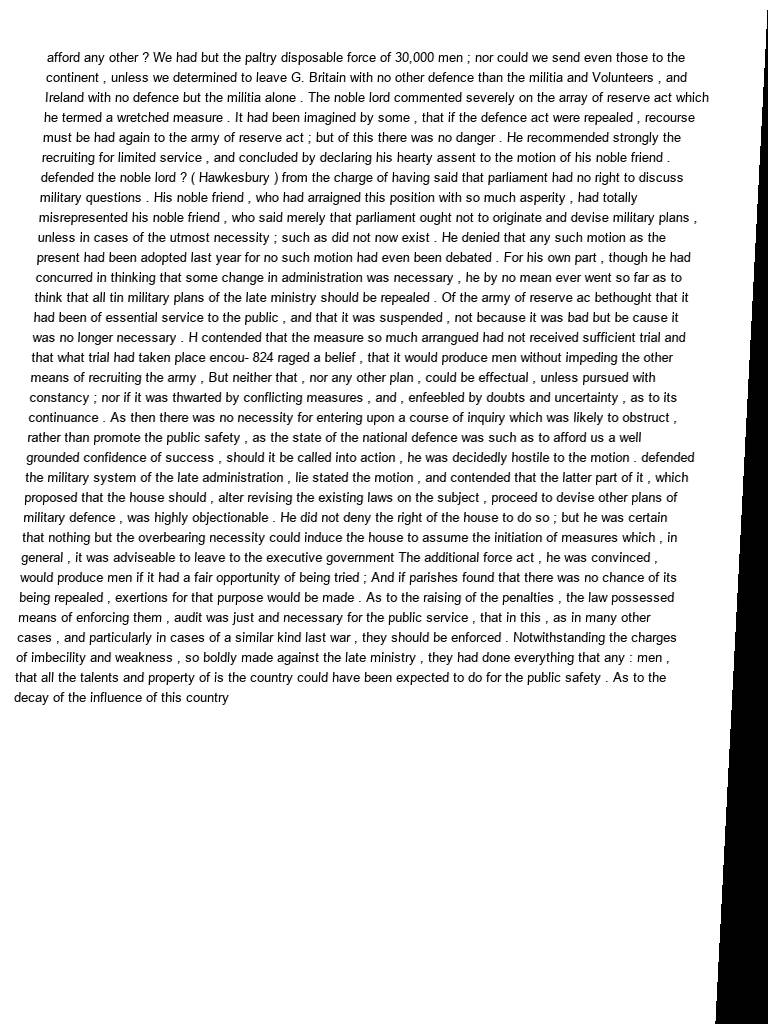 afford any other ? We had but the paltry disposable force of 30,000 men ; nor could we send even those to the
continent , unless we determined to leave G. Britain with no other defence than the militia and Volunteers , and
Ireland with no defence but the militia alone . The noble lord commented severely on the array of reserve act which
he termed a wretched measure . It had been imagined by some , that if the defence act were repealed , recourse
must be had again to the army of reserve act ; but of this there was no danger . He recommended strongly the
recruiting for limited service , and concluded by declaring his hearty assent to the motion of his noble friend .
defended the noble lord ? ( Hawkesbury ) from the charge of having said that parliament had no right to discuss
military questions . His noble friend , who had arraigned this position with so much asperity , had totally
misrepresented his noble friend , who said merely that parliament ought not to originate and devise military plans ,
unless in cases of the utmost necessity ; such as did not now exist . He denied that any such motion as the
present had been adopted last year for no such motion had even been debated . For his own part , though he had
concurred in thinking that some change in administration was necessary , he by no mean ever went so far as to
think that all tin military plans of the late ministry should be repealed . Of the army of reserve ac bethought that it
had been of essential service to the public , and that it was suspended , not because it was bad but be cause it
was no longer necessary . H contended that the measure so much arrangued had not received sufficient trial and
that what trial had taken place encou- 824 raged a belief , that it would produce men without impeding the other
means of recruiting the army , But neither that , nor any other plan , could be effectual , unless pursued with
constancy ; nor if it was thwarted by conflicting measures , and , enfeebled by doubts and uncertainty , as to its
continuance . As then there was no necessity for entering upon a course of inquiry which was likely to obstruct ,
rather than promote the public safety , as the state of the national defence was such as to afford us a well
grounded confidence of success , should it be called into action , he was decidedly hostile to the motion . defended
the military system of the late administration , lie stated the motion , and contended that the latter part of it , which
proposed that the house should , alter revising the existing laws on the subject , proceed to devise other plans of
military defence , was highly objectionable . He did not deny the right of the house to do so ; but he was certain
that nothing but the overbearing necessity could induce the house to assume the initiation of measures which , in
general , it was adviseable to leave to the executive government The additional force act , he was convinced ,
would produce men if it had a fair opportunity of being tried ; And if parishes found that there was no chance of its
being repealed , exertions for that purpose would be made . As to the raising of the penalties , the law possessed
means of enforcing them , audit was just and necessary for the public service , that in this , as in many other
cases , and particularly in cases of a similar kind last war , they should be enforced . Notwithstanding the charges
of imbecility and weakness , so boldly made against the late ministry , they had done everything that any : men ,
that all the talents and property of is the country could have been expected to do for the public safety . As to the
decay of the influence of this country